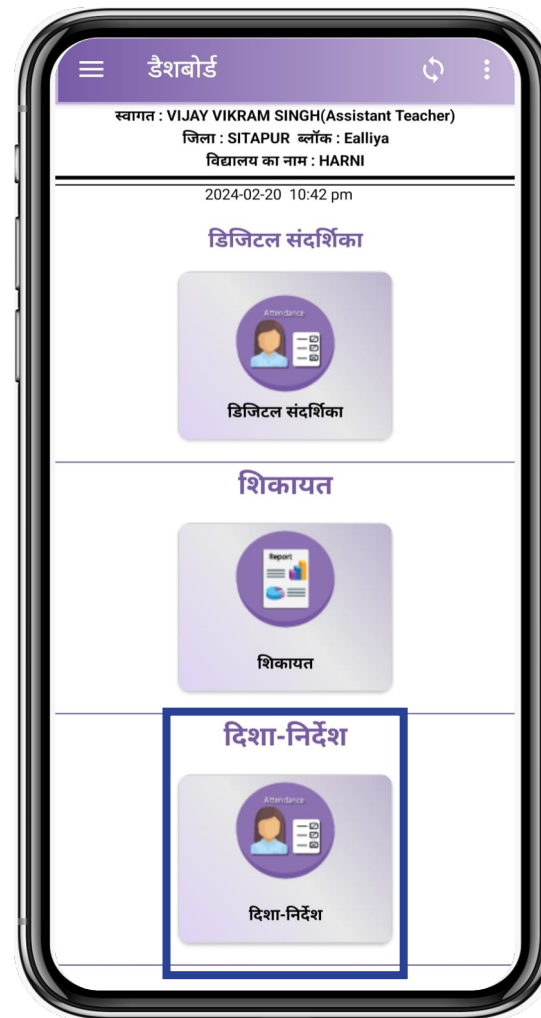 डैशबोर्ड
स्वागत : VIJAY VIKRAM SINGH(Assistant Teacher)
जिला : SITAPUR ब्लॉक : Ealliya
विद्यालय का नाम : HARNI
2024-02-20 10:42 pm
डिजिटल संदर्शिका
Attendance
डिजिटल संदर्शिका
शिकायत
Report
शिकायत
दिशा-निर्देश
Attendance
दिशा-निर्देश